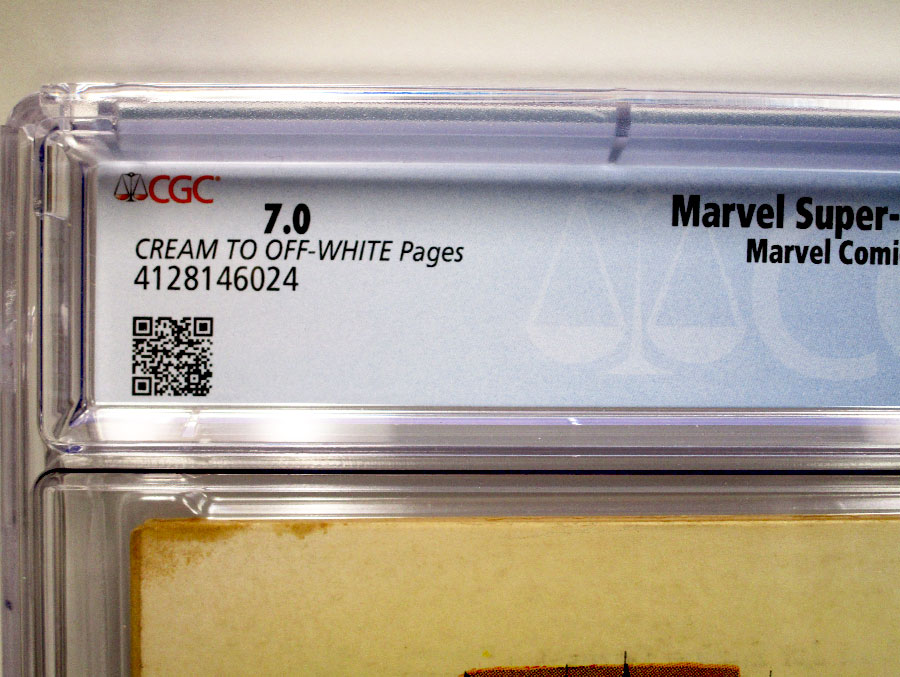 CGC
7.0
CREAM TO OFF-WHITE Pages
4128146024
Marvel Super-
Marvel Comi